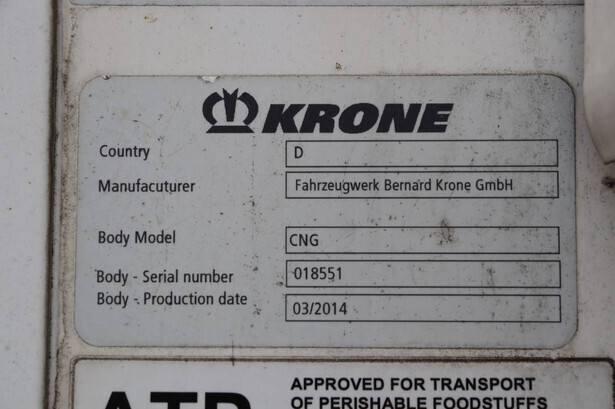 KRONE
Country D
Manufacuturer Fahrzeugwerk Bernard Krone GmbH
Body Model CNG
Body - Serial number 018551
Body - Production date 03/2014
ATP APPROVED FOR TRANSPORT
OF PERISHABLE FOODSTUFFS